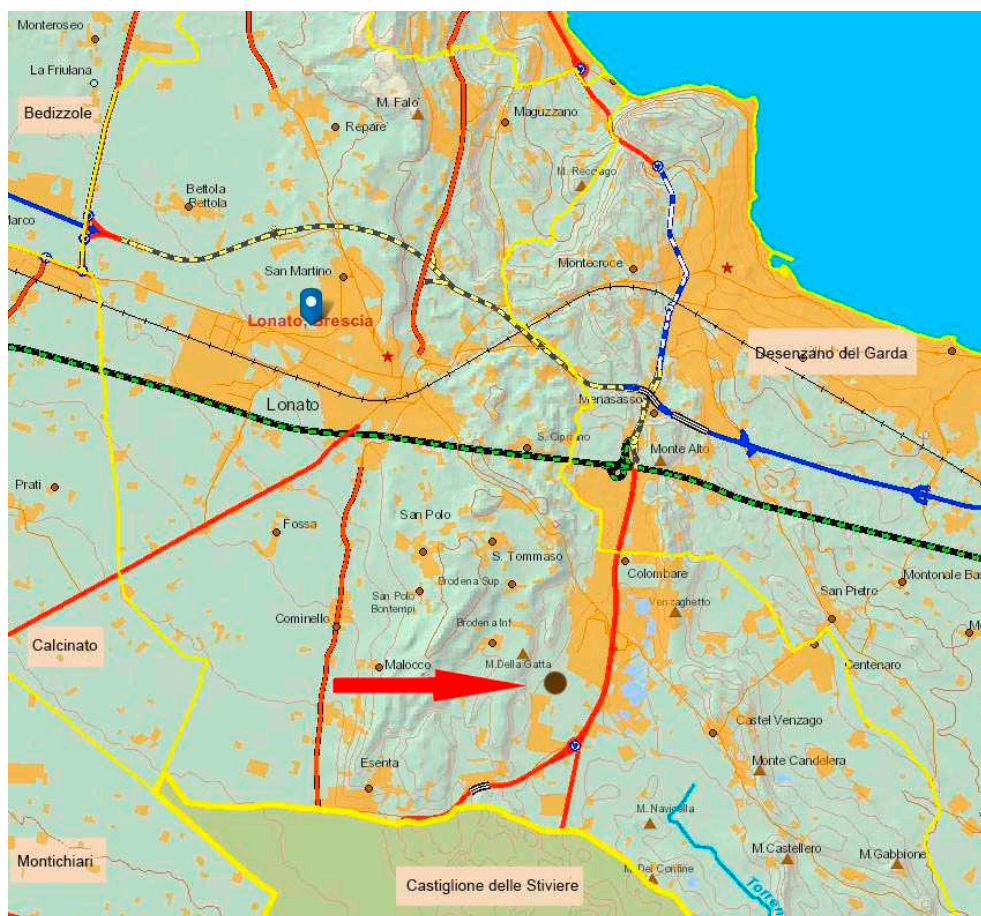 Monteroseo
La Friulana
Bedizzole
M. Falo'
Maguzzano
Repare'
M. Recciago
Bettola
Bettola
Marco
San Martino
Montecroce
Lonato, Brescia
Desenzano del Garda
Lonato
Menasasso
S. Cipriano
Monte Alto
Prati
San Polo
Fossa
S. Tommaso
Colombare
Montonale Bas
Brodena Sup.
San Polo
Bontempi
Venzaghetto
San Pietro
Cominello
Brodena Inf.
Calcinato
Malocco
M.Della Gatta
Centenaro
Castel Venzago
Esenta
Monte Candelera
M. Navicella
Montichiari
Castiglione delle Stiviere
M. Del Confine
M.Castellero
M.Gabbione
Torren